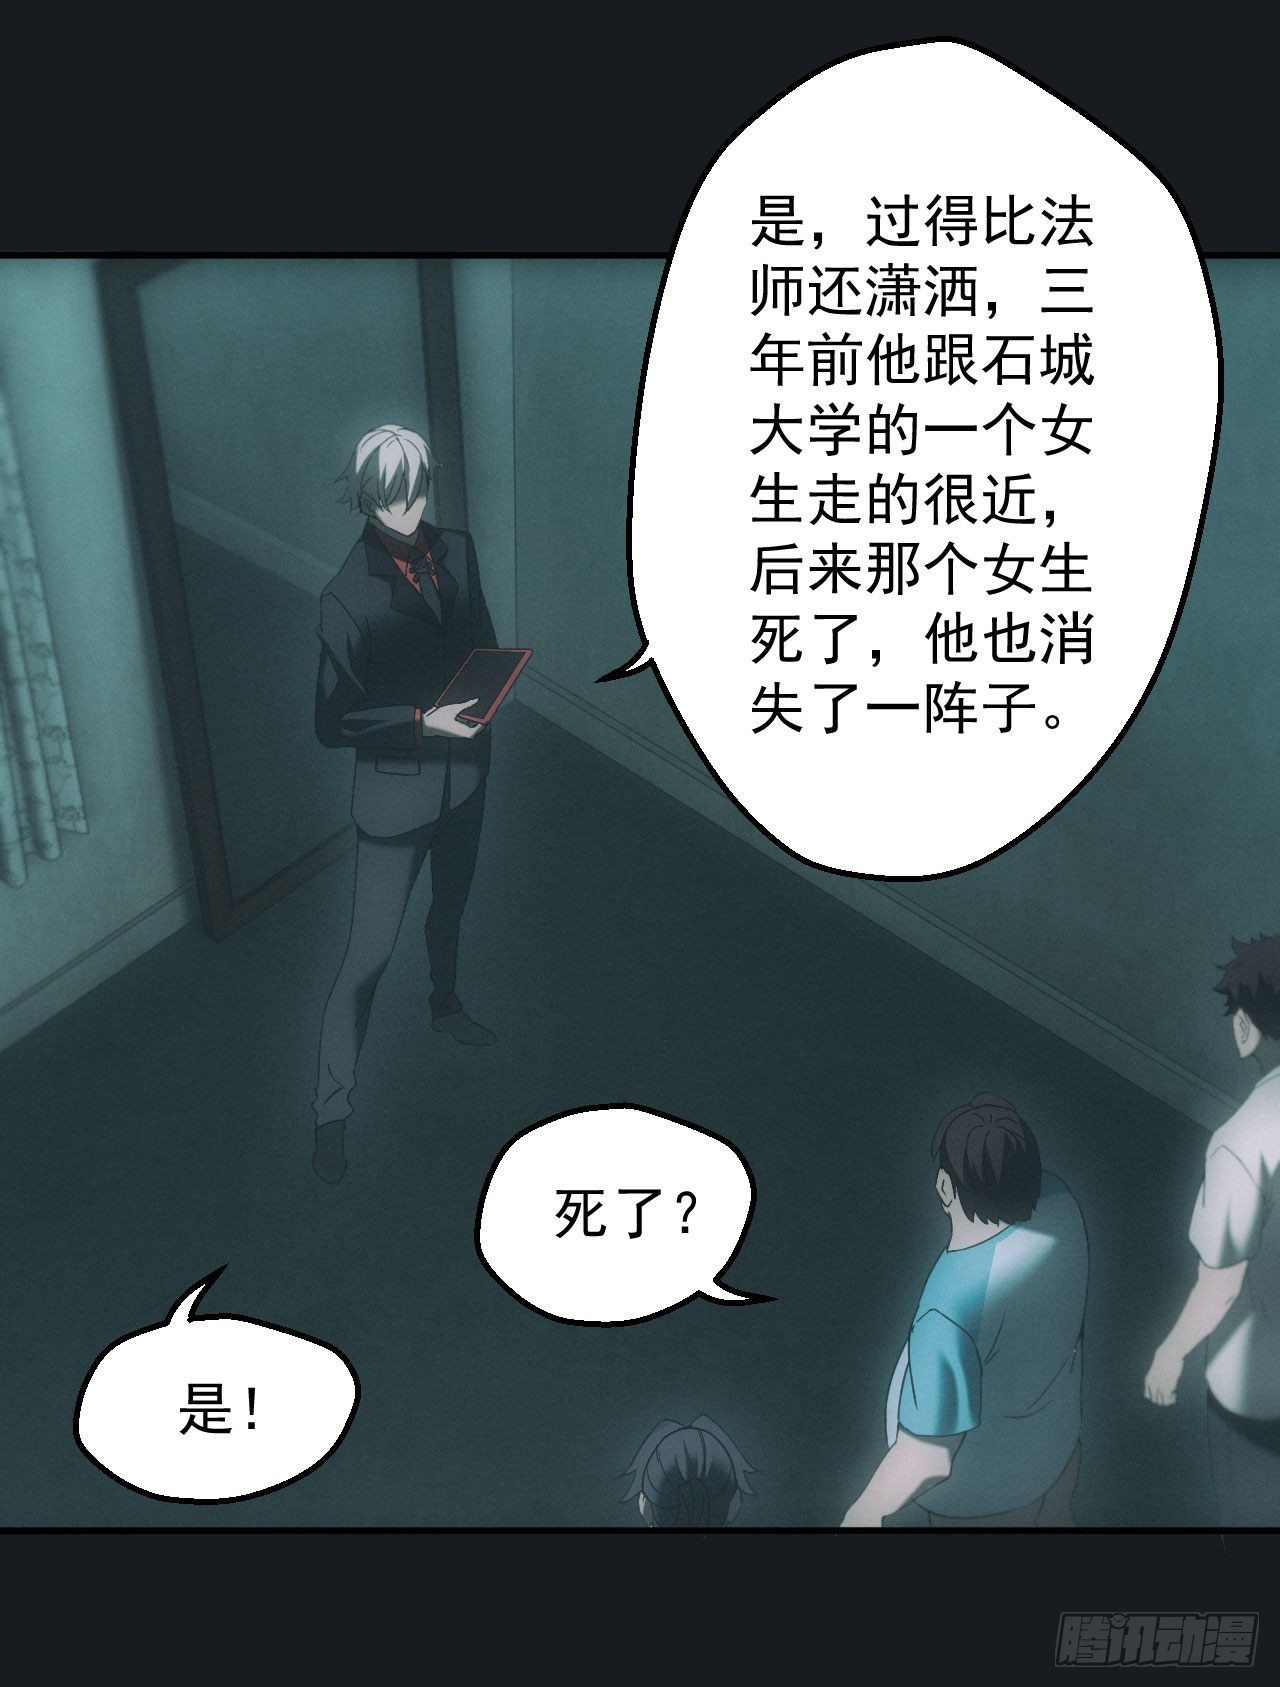 是，过得比法
师还潇洒，三
年前他跟石城
大学的一个女
生走的很近，
后来那个女生
死了，他也消
失了一阵子。
死了？
是！
腾讯动漫